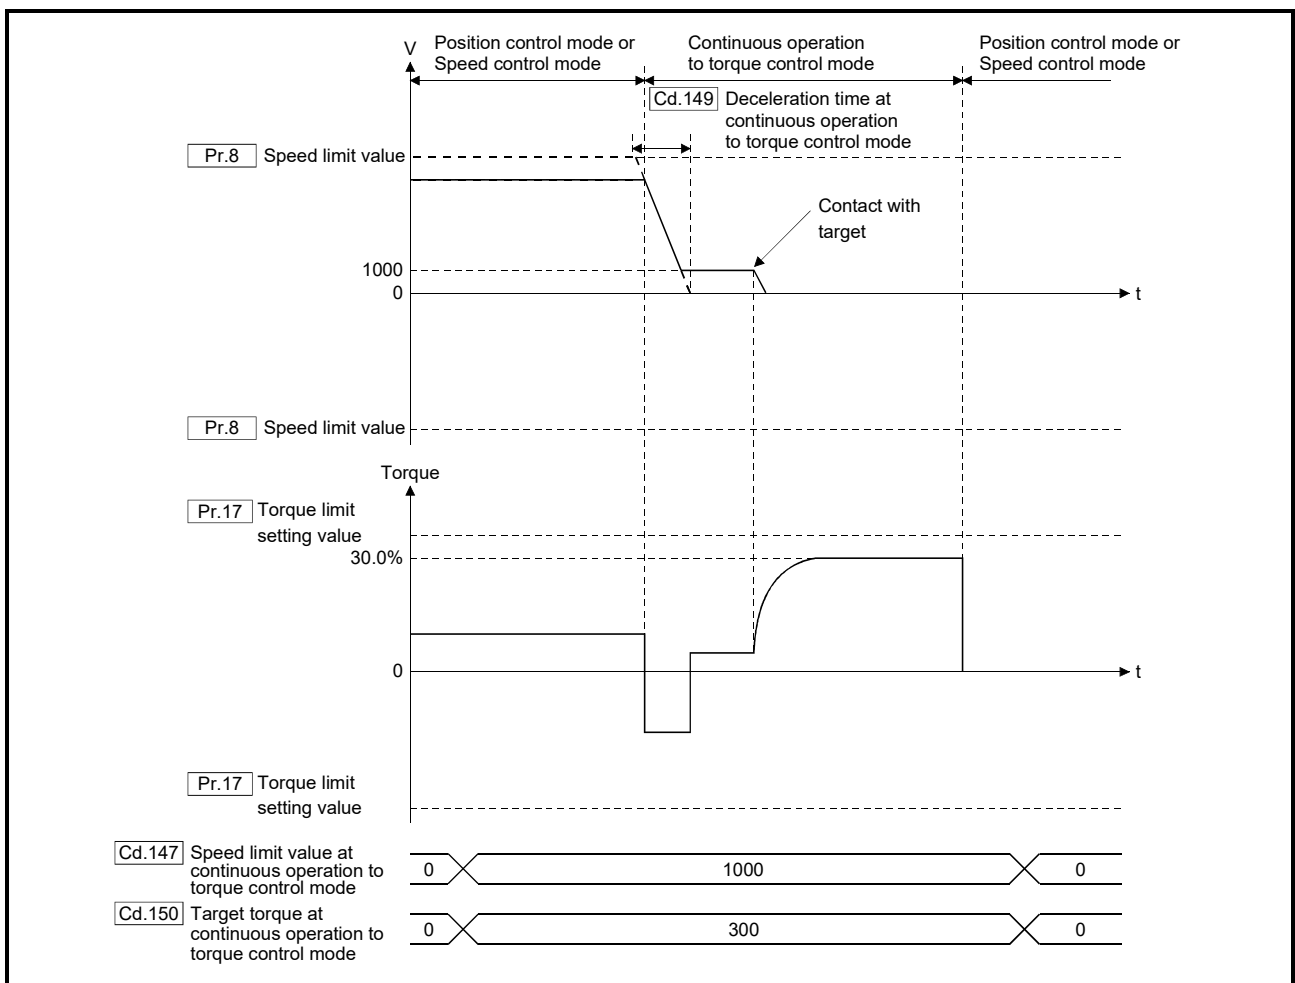 V
Position control mode or
Speed control mode
Continuous operation
to torque control mode
Position control mode or
Speed control mode
Cd.149 Deceleration time at
continuous operation
to torque control mode
Pr.8 Speed limit value
Contact with
target
1000
0
t
Pr.8 Speed limit value
Torque
Pr.17 Torque limit
setting value
30.0%
0
t
Pr.17 Torque limit
setting value
Cd.147 Speed limit value at
continuous operation to
torque control mode
0 1000 0
Cd.150 Target torque at
continuous operation to
torque control mode
0 300 0